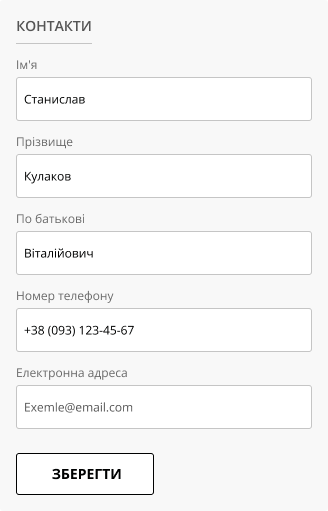 КОНТАКТИ
Ім'я
Станислав
Прізвище
Кулаков
По батькові
Віталійович
Номер телефону
+38 (093) 123-45-67
Електронна адреса
Exemle@email.com
ЗБЕРЕГТИ